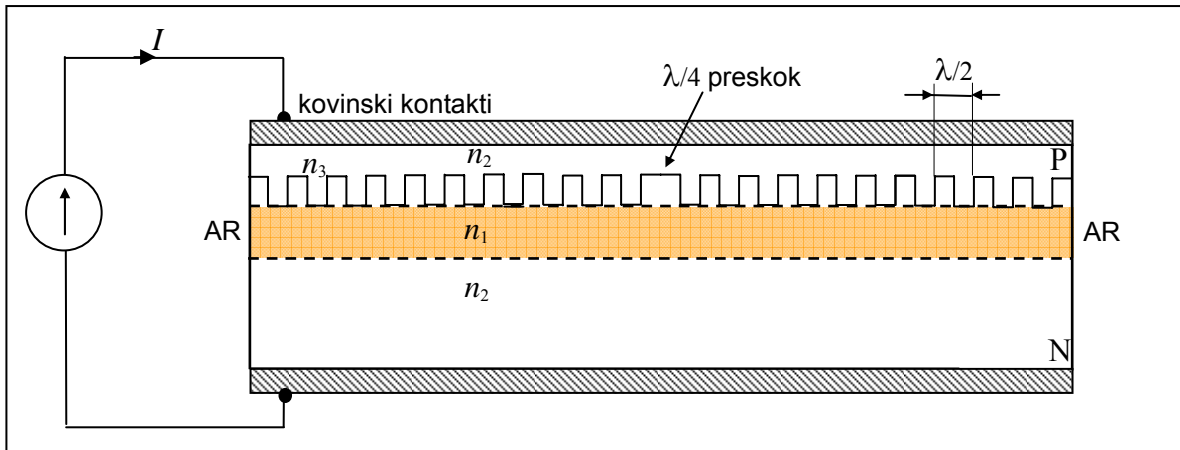 I
λ/4 preskok
λ/2
kovinski kontakti
n₂
P
n₃
AR
n₁
AR
n₂
N